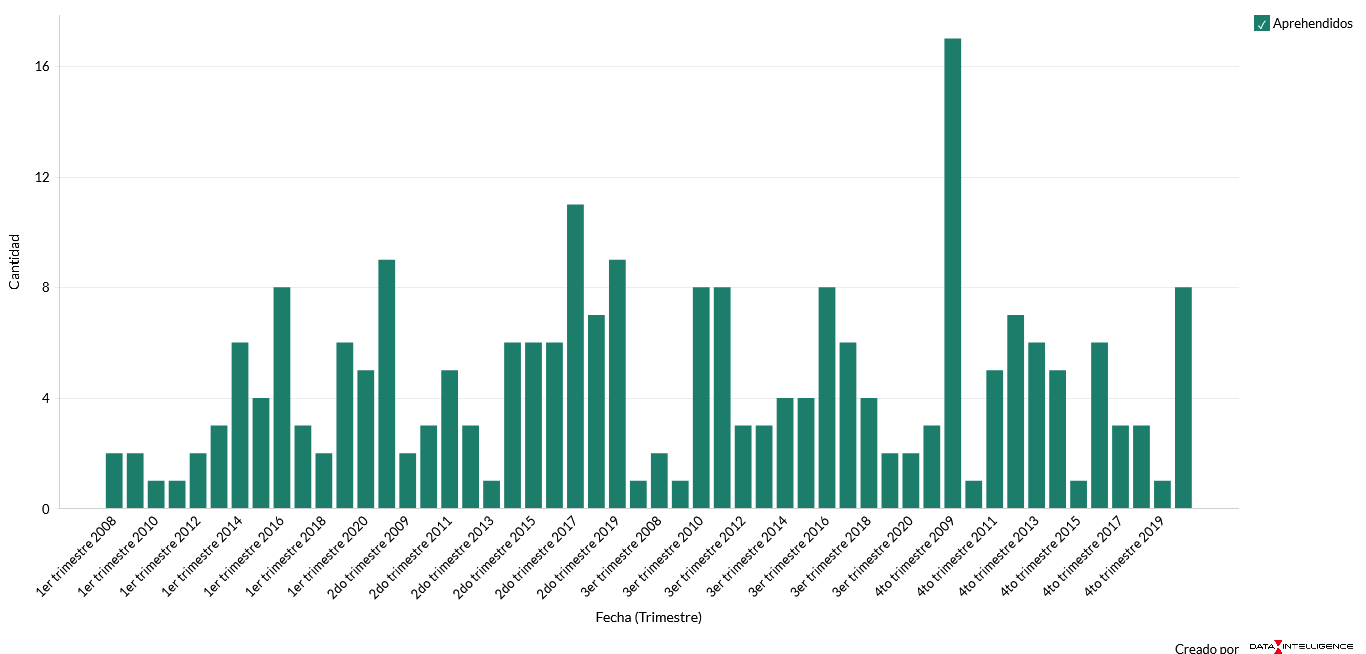 Aprehendidos
16
12
8
4
0
Cantidad
1er trimestre 2008
1er trimestre 2010
1er trimestre 2012
1er trimestre 2014
1er trimestre 2016
1er trimestre 2018
1er trimestre 2020
2do trimestre 2009
2do trimestre 2011
2do trimestre 2013
2do trimestre 2015
2do trimestre 2017
2do trimestre 2019
3er trimestre 2008
3er trimestre 2010
3er trimestre 2012
3er trimestre 2014
3er trimestre 2016
3er trimestre 2018
3er trimestre 2020
4to trimestre 2009
4to trimestre 2011
4to trimestre 2013
4to trimestre 2015
4to trimestre 2017
4to trimestre 2019
Fecha (Trimestre)
Creado por DATA INTELLIGENCE